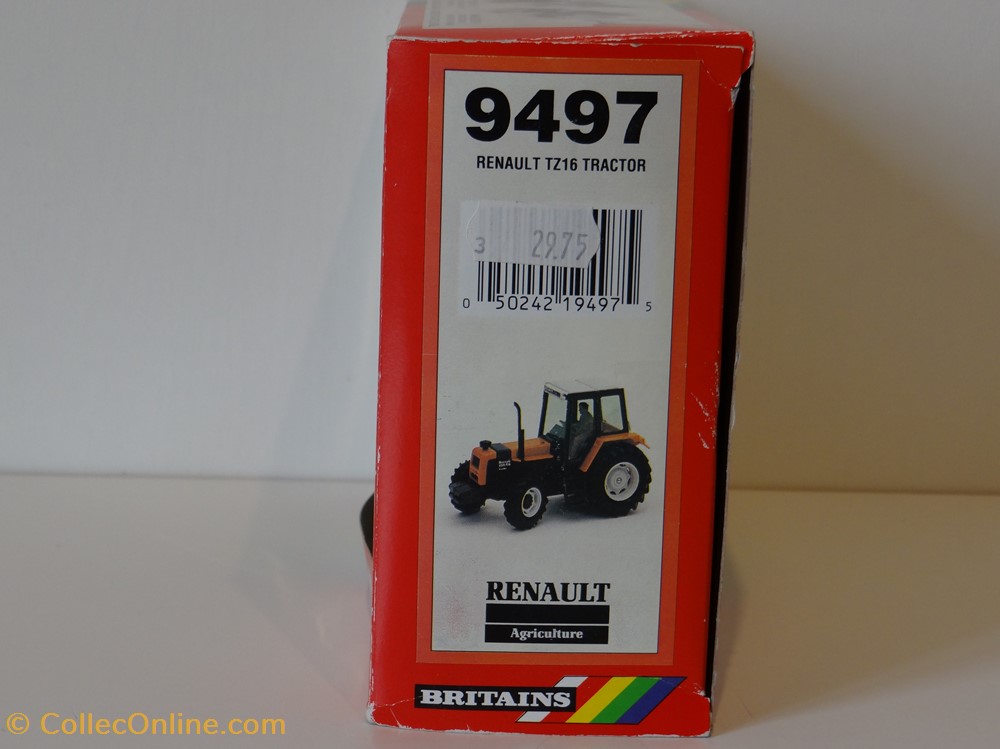 9497
RENAULT TZ16 TRACTOR
3 29.75
0 50242 19497 5
RENAULT
Agriculture
BRITAINS
© CollecOnline.com